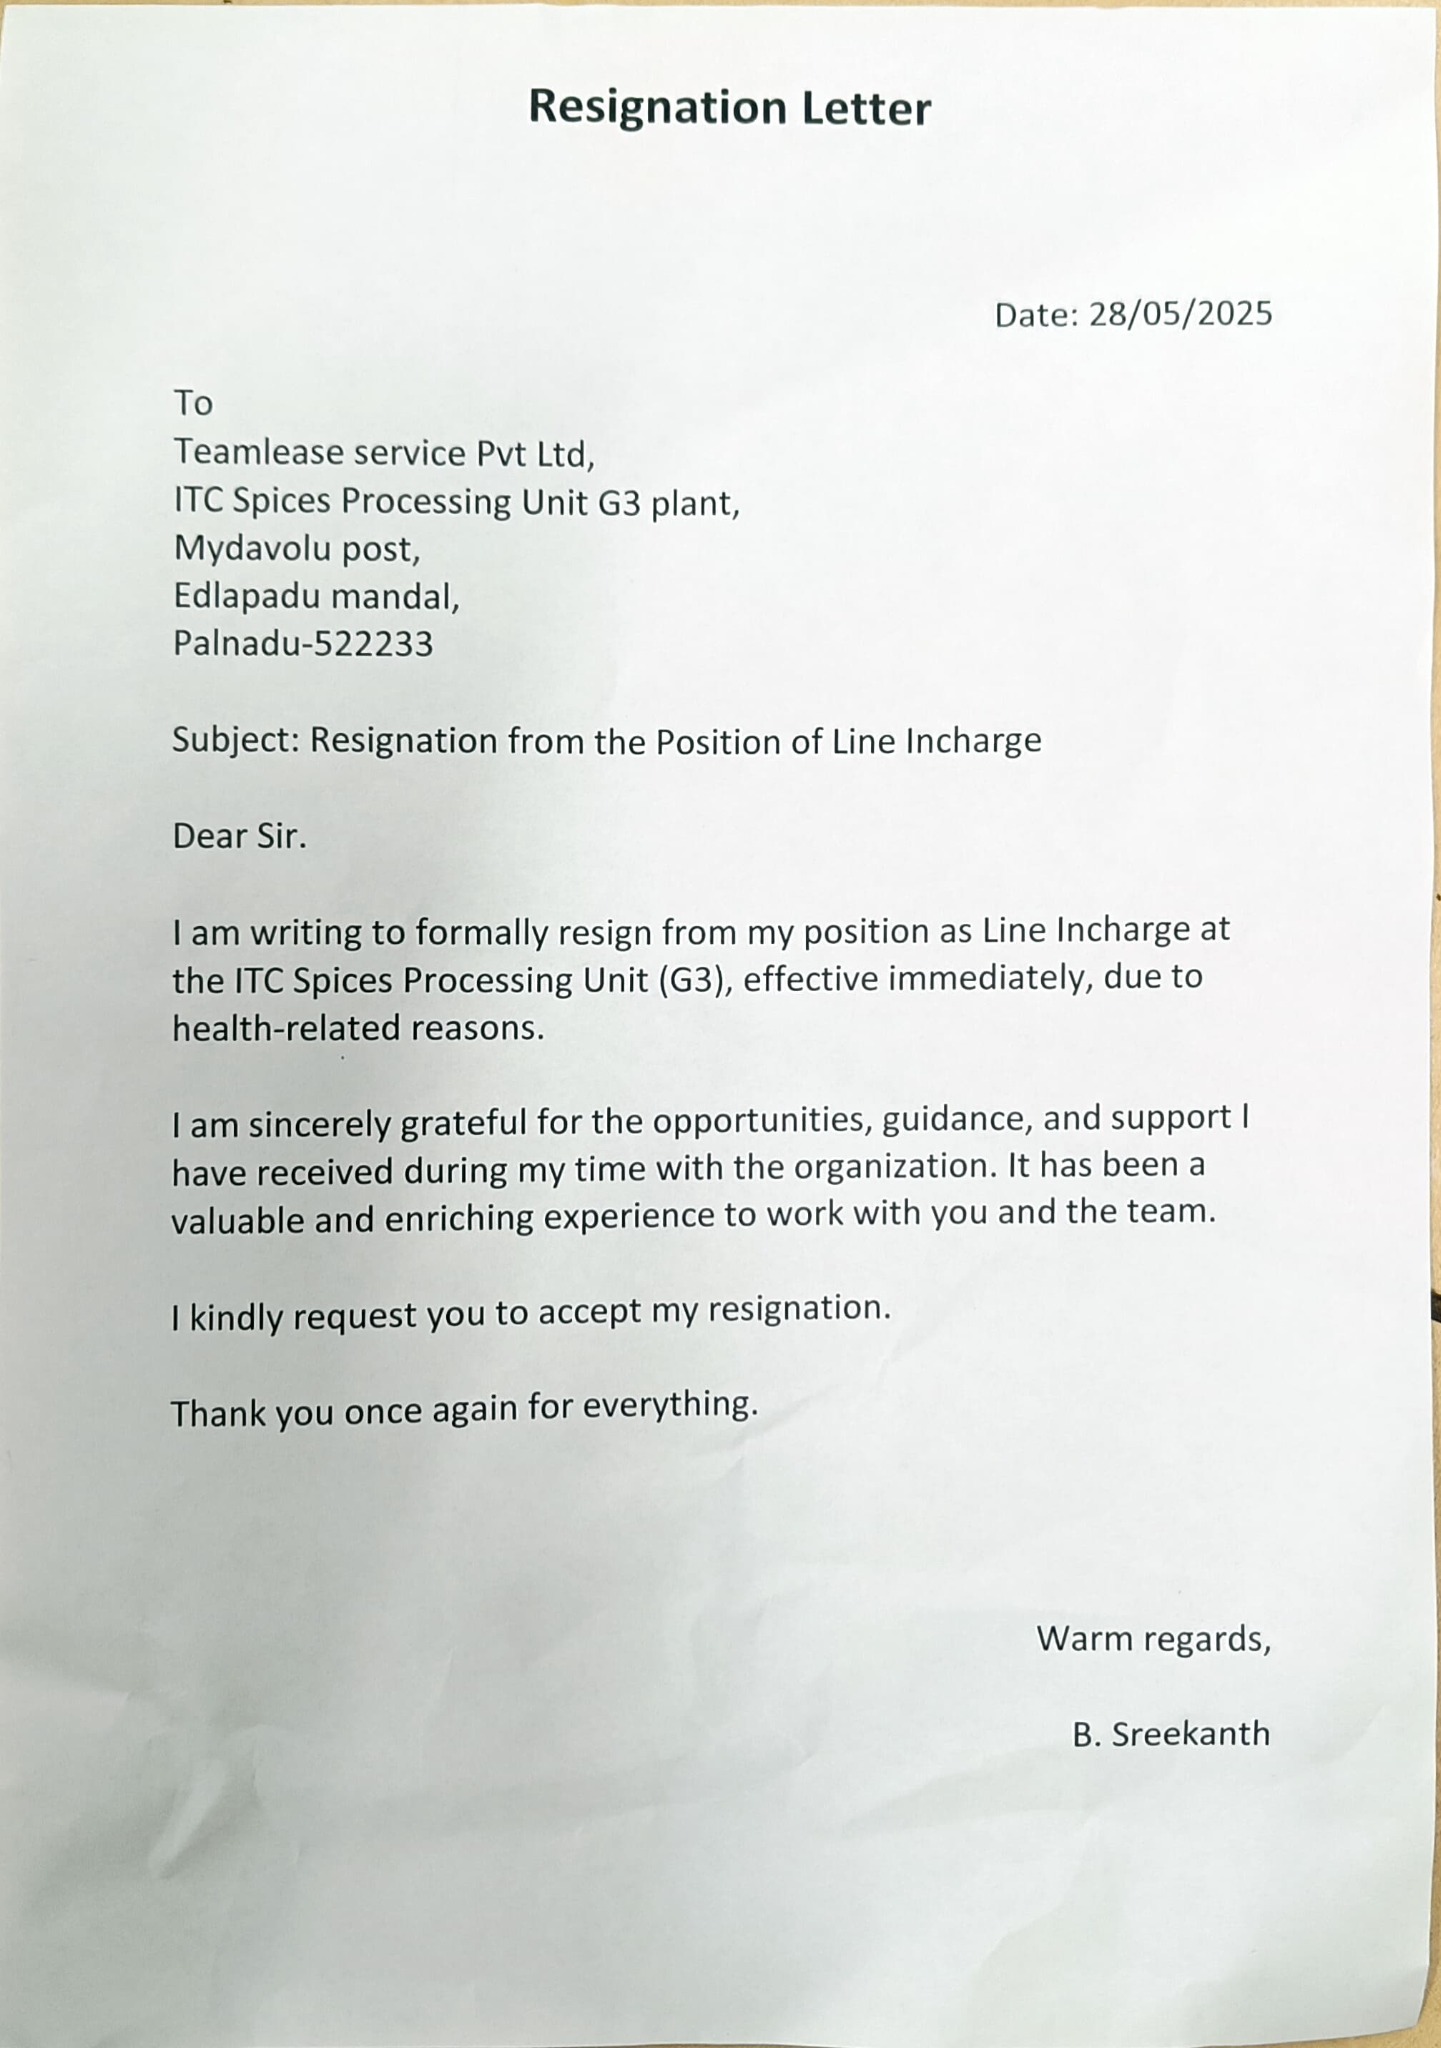 Resignation Letter
Date: 28/05/2025
To
Teamlease service Pvt Ltd,
ITC Spices Processing Unit G3 plant,
Mydavolu post,
Edlapadu mandal,
Palnadu-522233
Subject: Resignation from the Position of Line Incharge
Dear Sir.
I am writing to formally resign from my position as Line Incharge at
the ITC Spices Processing Unit (G3), effective immediately, due to
health-related reasons.
I am sincerely grateful for the opportunities, guidance, and support I
have received during my time with the organization. It has been a
valuable and enriching experience to work with you and the team.
I kindly request you to accept my resignation.
Thank you once again for everything.
Warm regards,
B. Sreekanth